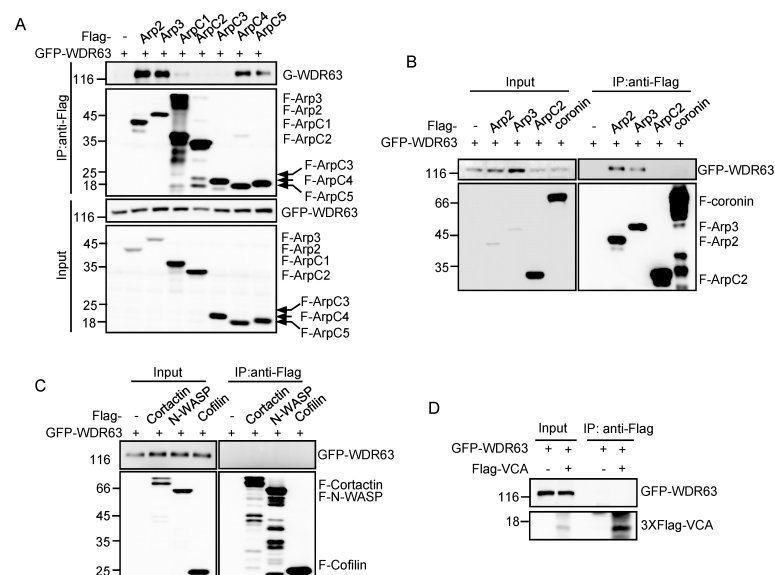 A
Flag- - Arp2 Arp3 ArpC1 ArpC2 ArpC3 ArpC4 ArpC5
GFP-WDR63 + + + + + + + +
IP:anti-Flag
116 G-WDR63
F-Arp3
45 F-Arp2
F-ArpC1
35 F-ArpC2
25 F-ArpC3
18 F-ArpC4
F-ArpC5
Input
116 GFP-WDR63
45 F-Arp3
F-Arp2
35 F-ArpC1
F-ArpC2
25 F-ArpC3
18 F-ArpC4
F-ArpC5
B
Input IP:anti-Flag
Flag- - Arp2 Arp3 ArpC2 coronin - Arp2 Arp3 ArpC2 coronin
GFP-WDR63 + + + + + + + + + +
116 GFP-WDR63
66 F-coronin
45 F-Arp3
F-Arp2
35 F-ArpC2
C
Input IP:anti-Flag
Flag- - Cortactin N-WASP Cofilin - Cortactin N-WASP Cofilin
GFP-WDR63 + + + + + + + +
116 GFP-WDR63
66 F-Cortactin
F-N-WASP
45
35
25 F-Cofilin
D
Input IP: anti-Flag
GFP-WDR63 + + + +
Flag-VCA - + - +
116 GFP-WDR63
18 3XFlag-VCA